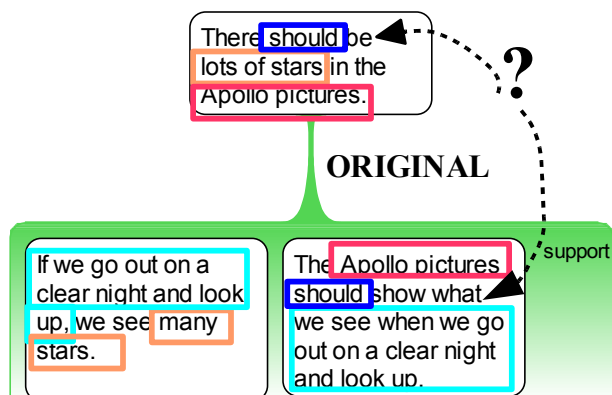 There should be
lots of stars in the
Apollo pictures.
?
ORIGINAL
support
If we go out on a
clear night and look
up, we see many
stars.
The Apollo pictures
should show what
we see when we go
out on a clear night
and look up.